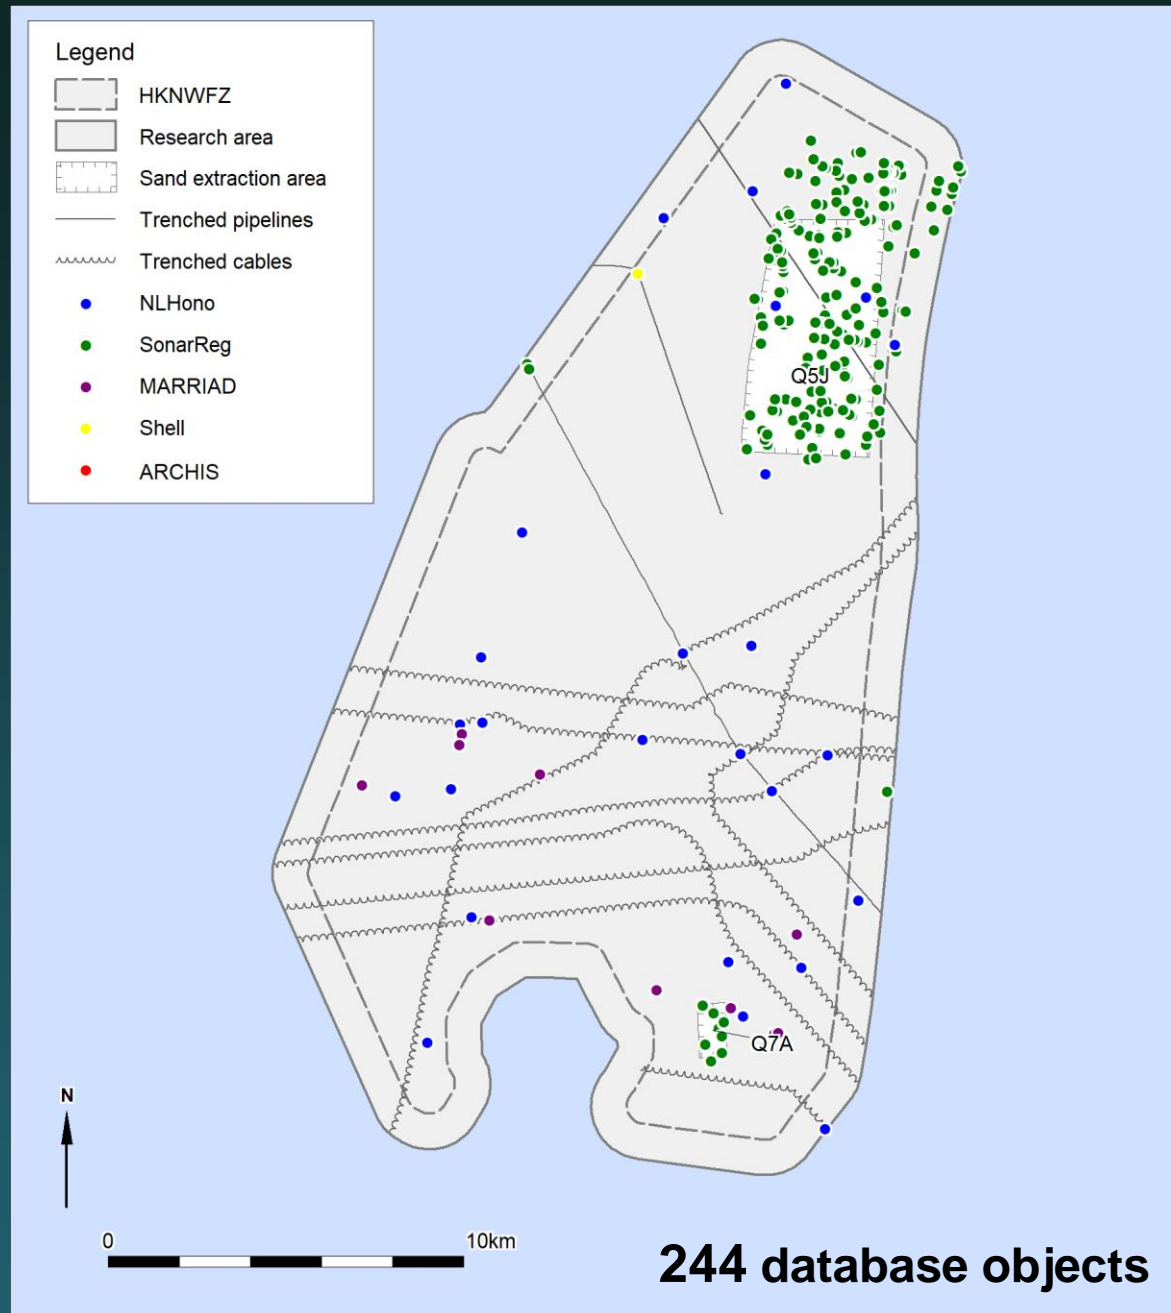 Legend
HKNWFZ
Research area
Sand extraction area
Trenched pipelines
Trenched cables
NLHono
SonarReg
MARRIAD
Shell
ARCHIS
Q5J
Q7A
N
0 10km
244 database objects